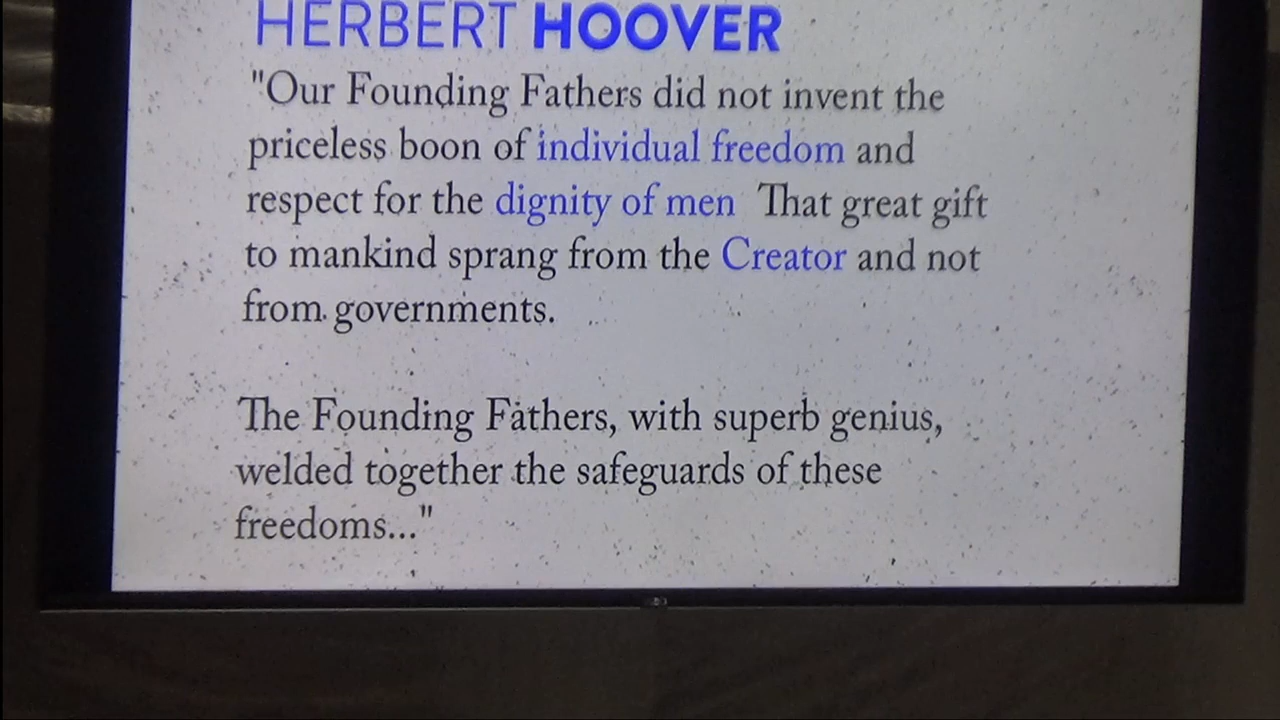 HERBERT HOOVER
"Our Founding Fathers did not invent the
priceless boon of individual freedom and
respect for the dignity of men  That great gift
to mankind sprang from the Creator and not
from governments.
The Founding Fathers, with superb genius,
welded together the safeguards of these
freedoms..."